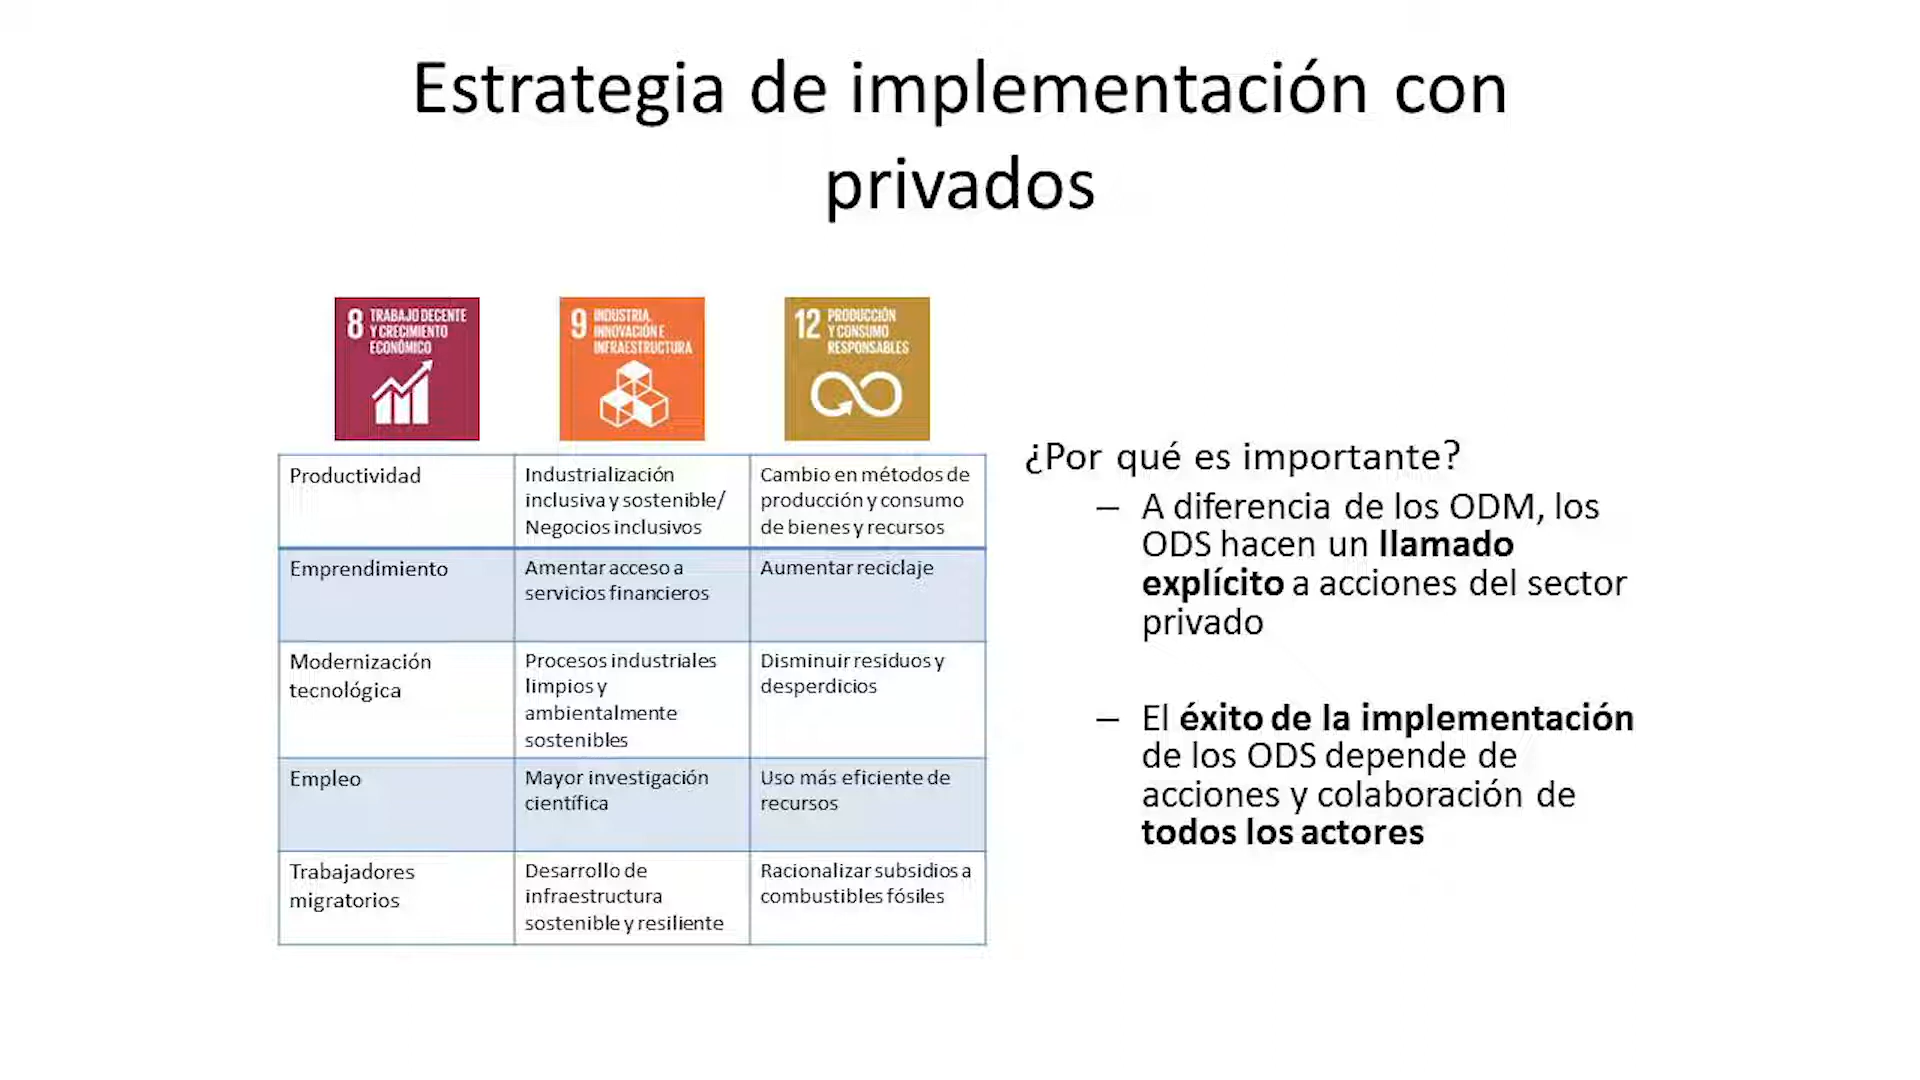 Estrategia de implementación con
privados
8 TRABAJO DECENTE
Y CRECIMIENTO
ECONÓMICO
9 INDUSTRIA,
INNOVACIÓN E
INFRAESTRUCTURA
12 PRODUCCIÓN
Y CONSUMO
RESPONSABLES
Productividad
Industrialización
inclusiva y sostenible/
Negocios inclusivos
Cambio en métodos de
producción y consumo
de bienes y recursos
Emprendimiento
Amentar acceso a
servicios financieros
Aumentar reciclaje
Modernización
tecnológica
Procesos industriales
limpios y
ambientalmente
sostenibles
Disminuir residuos y
desperdicios
Empleo
Mayor investigación
científica
Uso más eficiente de
recursos
Trabajadores
migratorios
Desarrollo de
infraestructura
sostenible y resiliente
Racionalizar subsidios a
combustibles fósiles
¿Por qué es importante?
– A diferencia de los ODM, los
ODS hacen un llamado
explícito a acciones del sector
privado
– El éxito de la implementación
de los ODS depende de
acciones y colaboración de
todos los actores